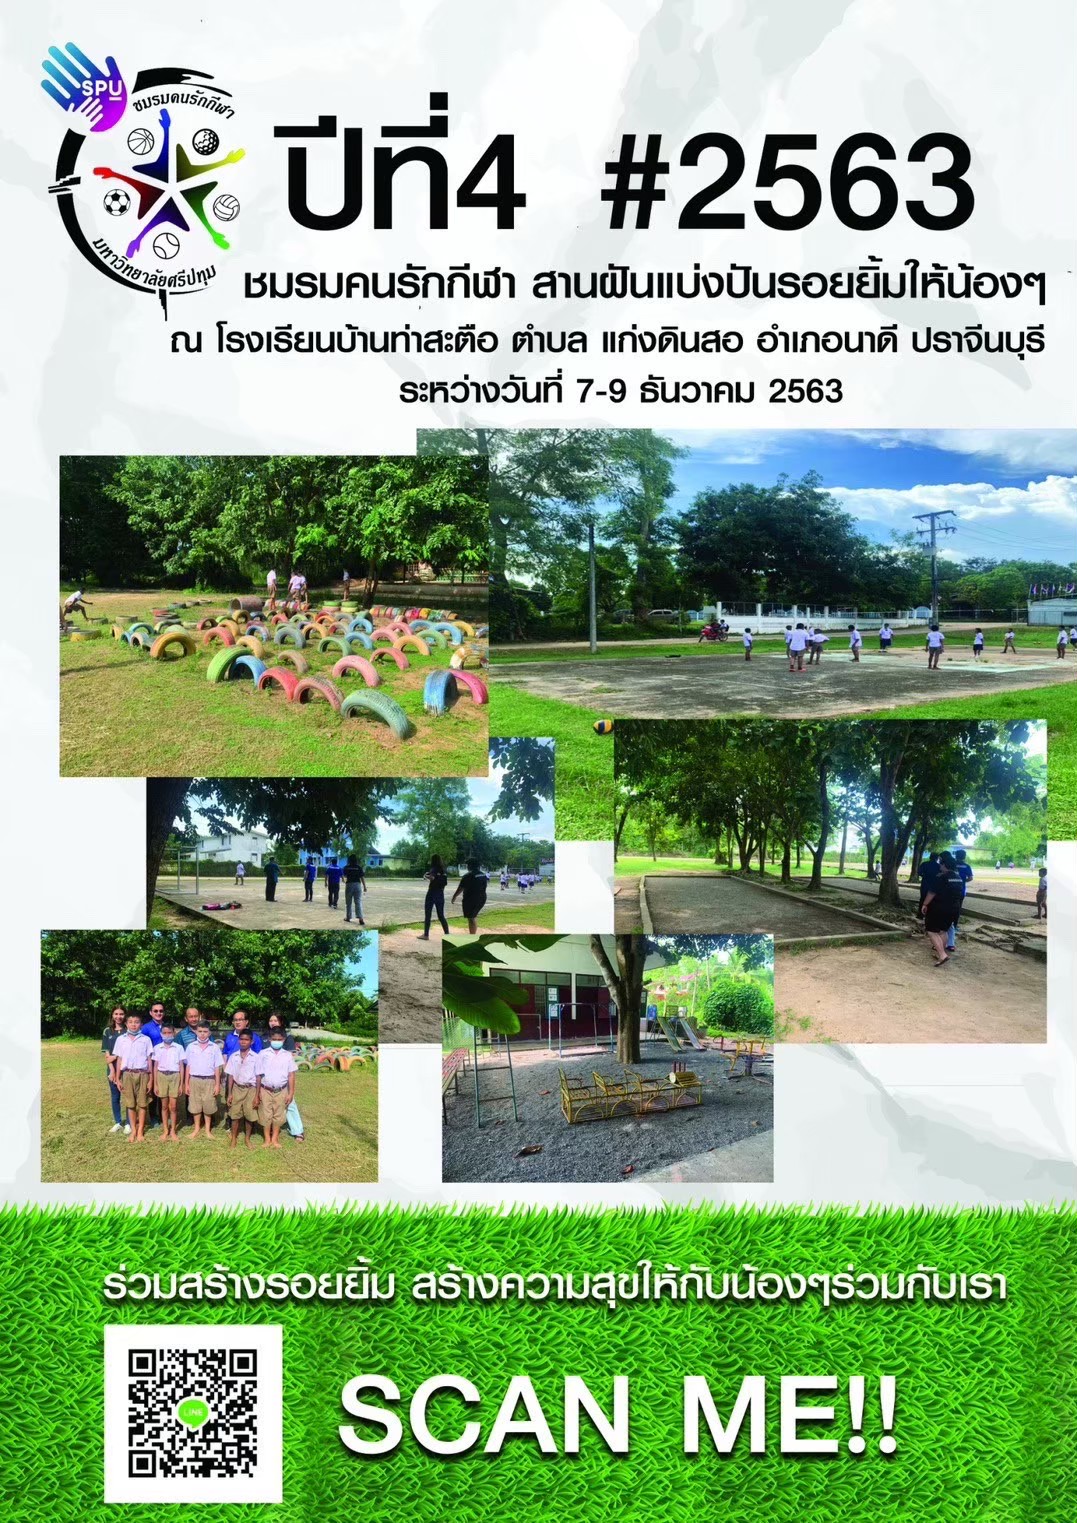 SPU
ชมรมคนรักกีฬา
มหาวิทยาลัยศรีปทุม
ปีที่4 #2563
ชมรมคนรักกีฬา สานฝันแบ่งปันรอยยิ้มให้น้องๆ
ณ โรงเรียนบ้านท่าสะตือ ตำบล แก่งดินสอ อำเภอนาดี ปราจีนบุรี
ระหว่างวันที่ 7-9 ธันวาคม 2563
ร่วมสร้างรอยยิ้ม สร้างความสุขให้กับน้องๆร่วมกับเรา
LINE
SCAN ME!!